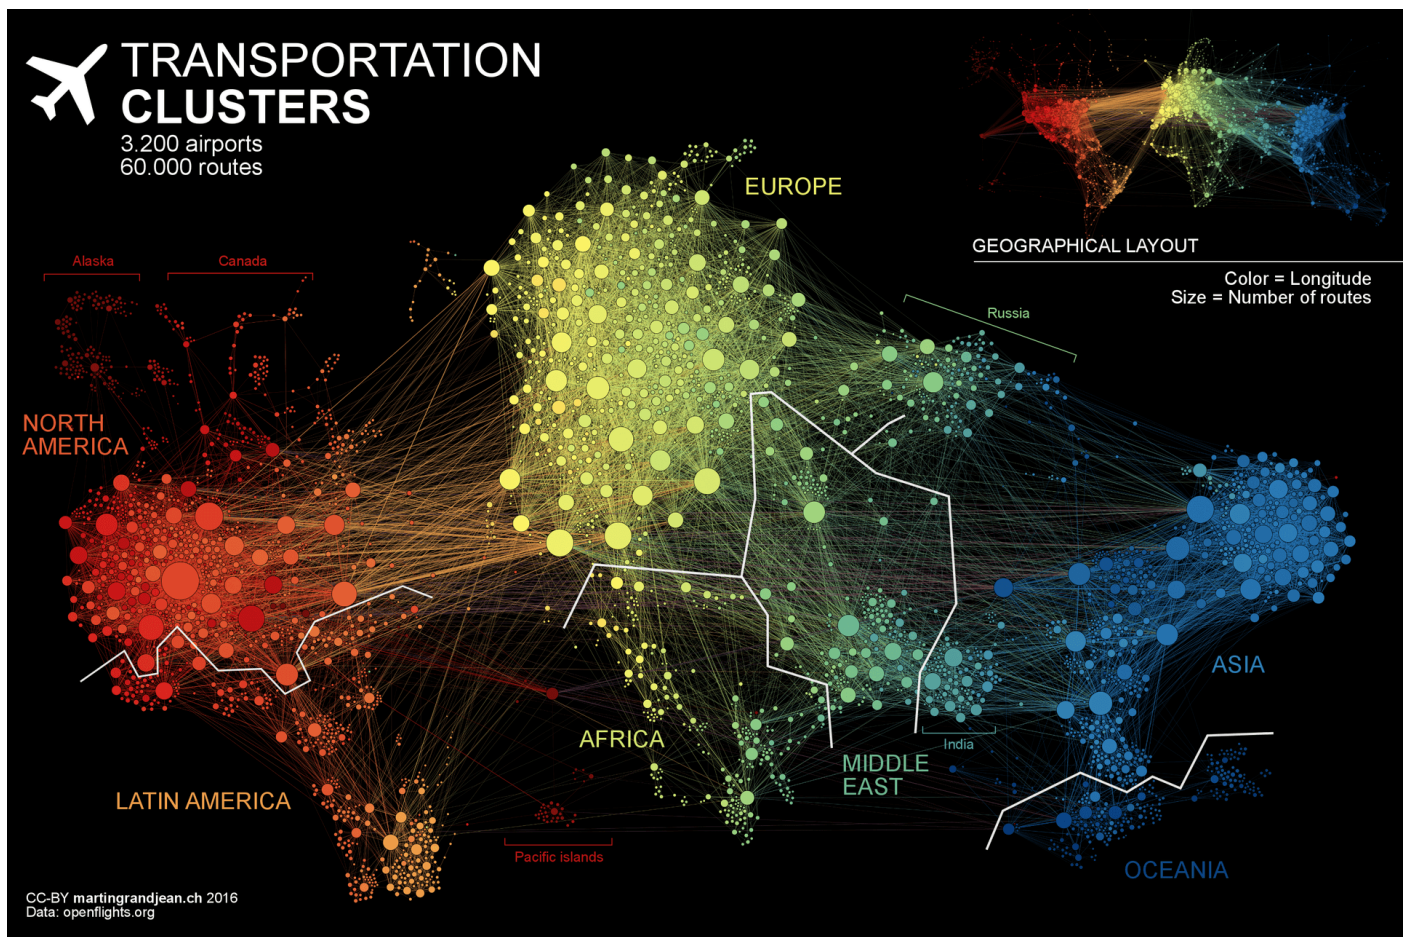 TRANSPORTATION
CLUSTERS
3.200 airports
60.000 routes
EUROPE
GEOGRAPHICAL LAYOUT
Color = Longitude
Size = Number of routes
Alaska
Canada
Russia
NORTH
AMERICA
ASIA
AFRICA
India
MIDDLE
EAST
LATIN AMERICA
Pacific islands
OCEANIA
CC-BY martingrandjean.ch 2016
Data: openflights.org